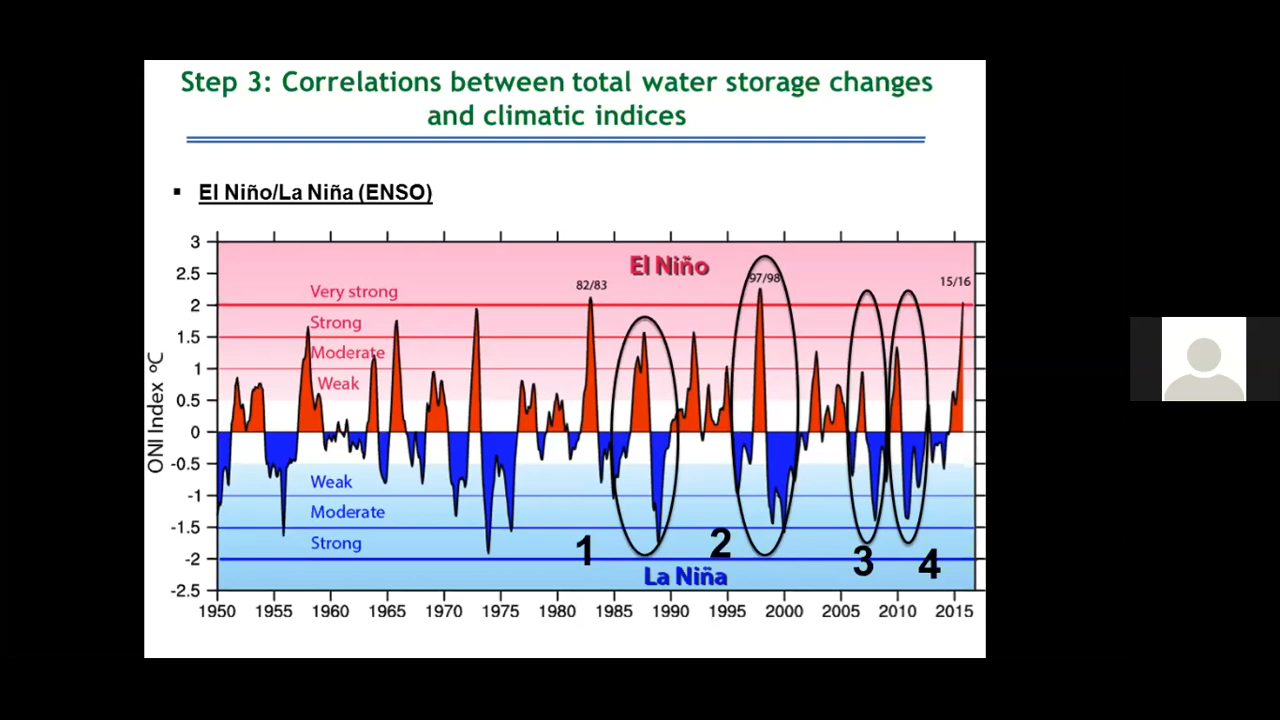 Step 3: Correlations between total water storage changes
and climatic indices
▪ El Niño/La Niña (ENSO)
3
2.5
2
1.5
1
0.5
0
-0.5
-1
-1.5
-2
-2.5
ONI Index ºC
El Niño
82/83
97/98
15/16
Very strong
Strong
Moderate
Weak
Weak
Moderate
Strong
La Niña
1
2
3
4
1950 1955 1960 1965 1970 1975 1980 1985 1990 1995 2000 2005 2010 2015